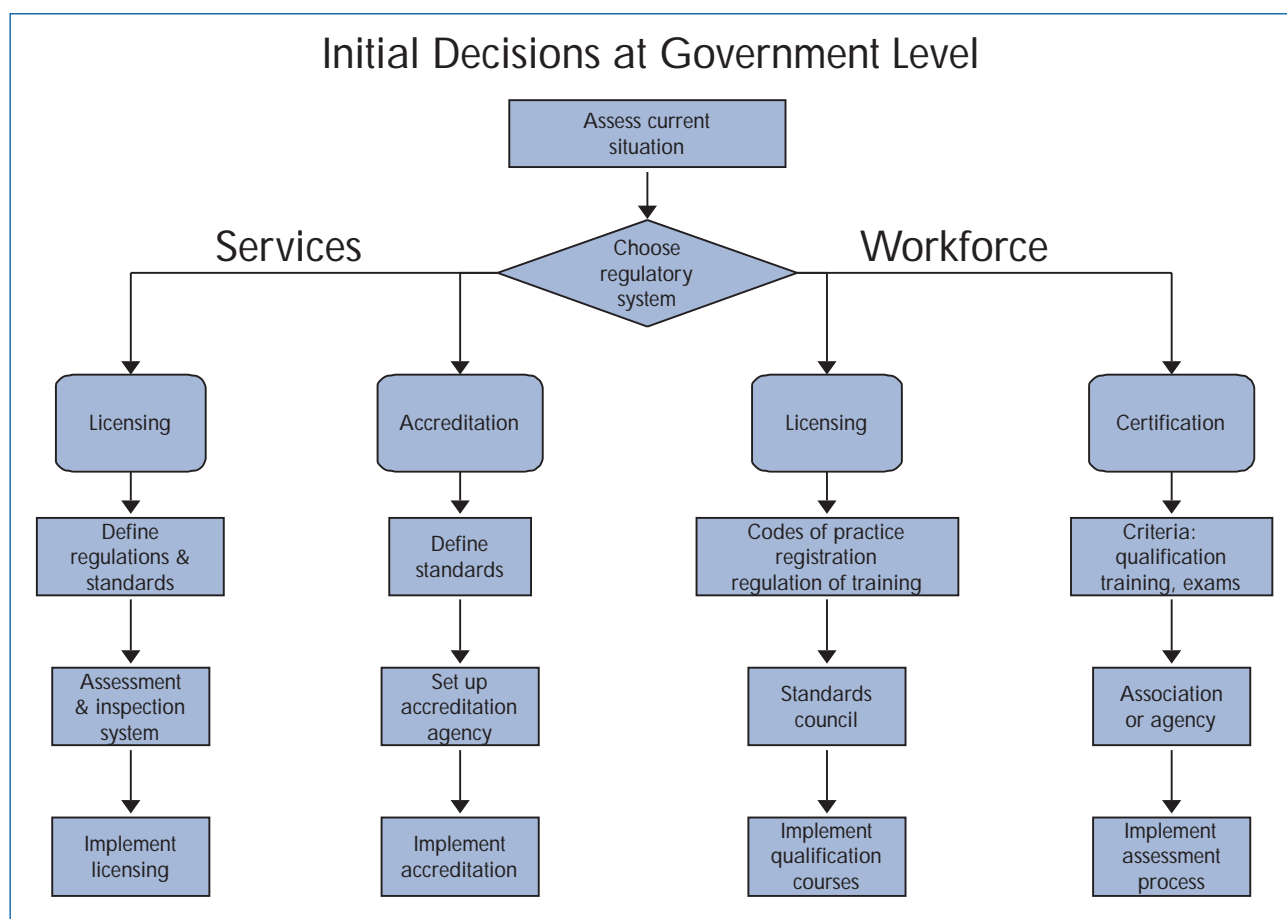 Initial Decisions at Government Level
Assess current
situation
Services
Choose
regulatory
system
Workforce
Licensing
Accreditation
Licensing
Certification
Define
regulations &
standards
Define
standards
Codes of practice
registration
regulation of training
Criteria:
qualification
training, exams
Assessment
& inspection
system
Set up
accreditation
agency
Standards
council
Association
or agency
Implement
licensing
Implement
accreditation
Implement
qualification
courses
Implement
assessment
process